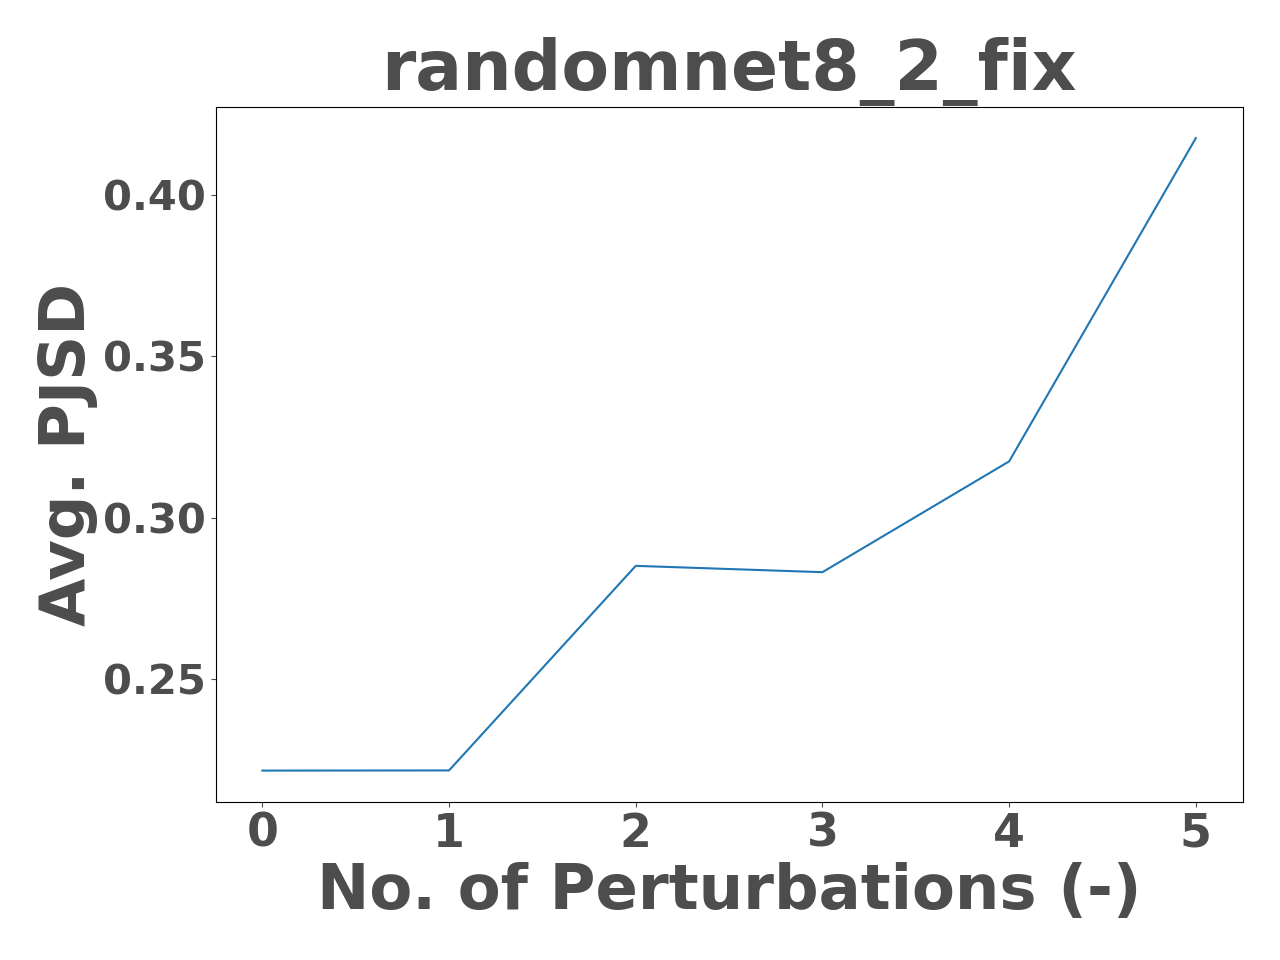 randomnet8_2_fix
Avg. PJSD
0.40
0.35
0.30
0.25
0 1 2 3 4 5
No. of Perturbations (-)